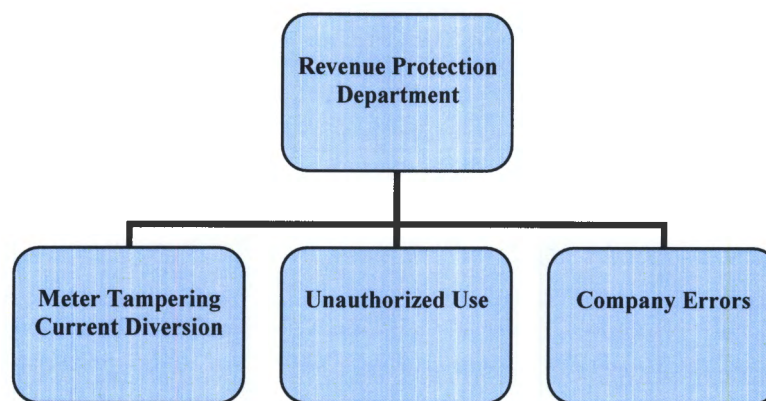 Revenue Protection
Department
Meter Tampering
Current Diversion
Unauthorized Use
Company Errors